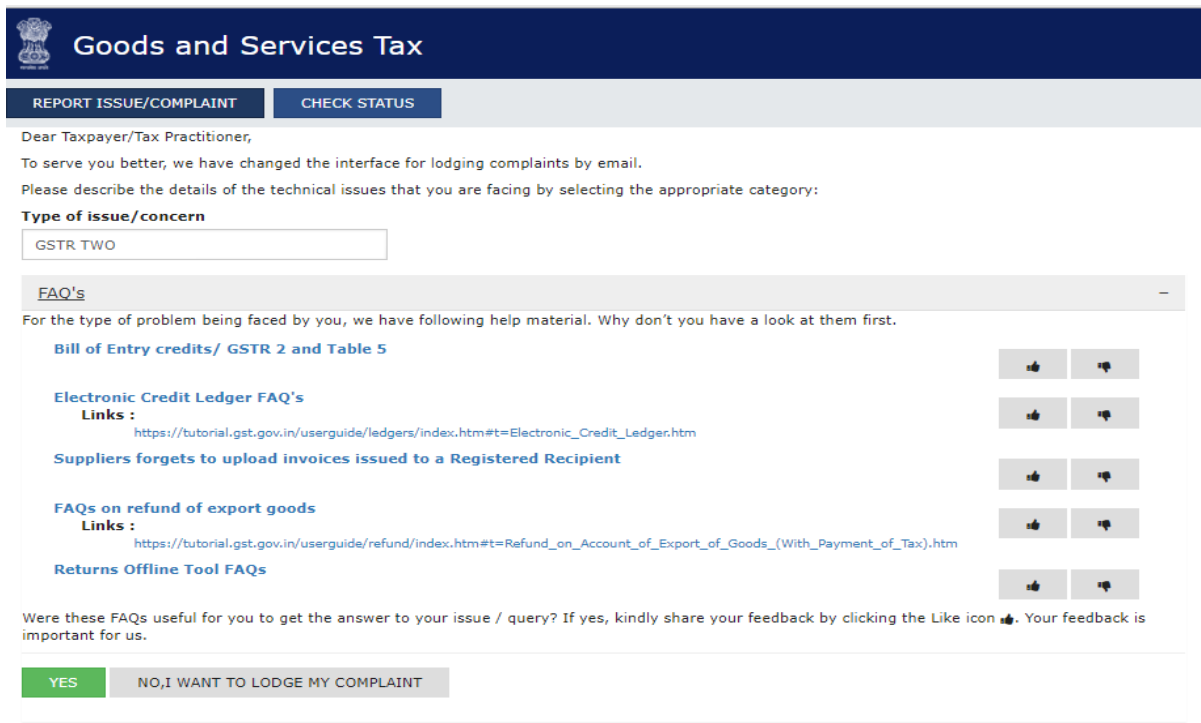 Goods and Services Tax
REPORT ISSUE/COMPLAINT
CHECK STATUS
Dear Taxpayer/Tax Practitioner,
To serve you better, we have changed the interface for lodging complaints by email.
Please describe the details of the technical issues that you are facing by selecting the appropriate category:
Type of issue/concern
GSTR TWO
FAQ's
For the type of problem being faced by you, we have following help material. Why don't you have a look at them first.
Bill of Entry credits/ GSTR 2 and Table 5
Electronic Credit Ledger FAQ's
Links :
https://tutorial.gst.gov.in/userguide/ledgers/index.htm#t=Electronic_Credit_Ledger.htm
Suppliers forgets to upload invoices issued to a Registered Recipient
FAQs on refund of export goods
Links :
https://tutorial.gst.gov.in/userguide/refund/index.htm#t=Refund_on_Account_of_Export_of_Goods_(With_Payment_of_Tax).htm
Returns Offline Tool FAQs
Were these FAQs useful for you to get the answer to your issue / query? If yes, kindly share your feedback by clicking the Like icon . Your feedback is
important for us.
YES
NO,I WANT TO LODGE MY COMPLAINT